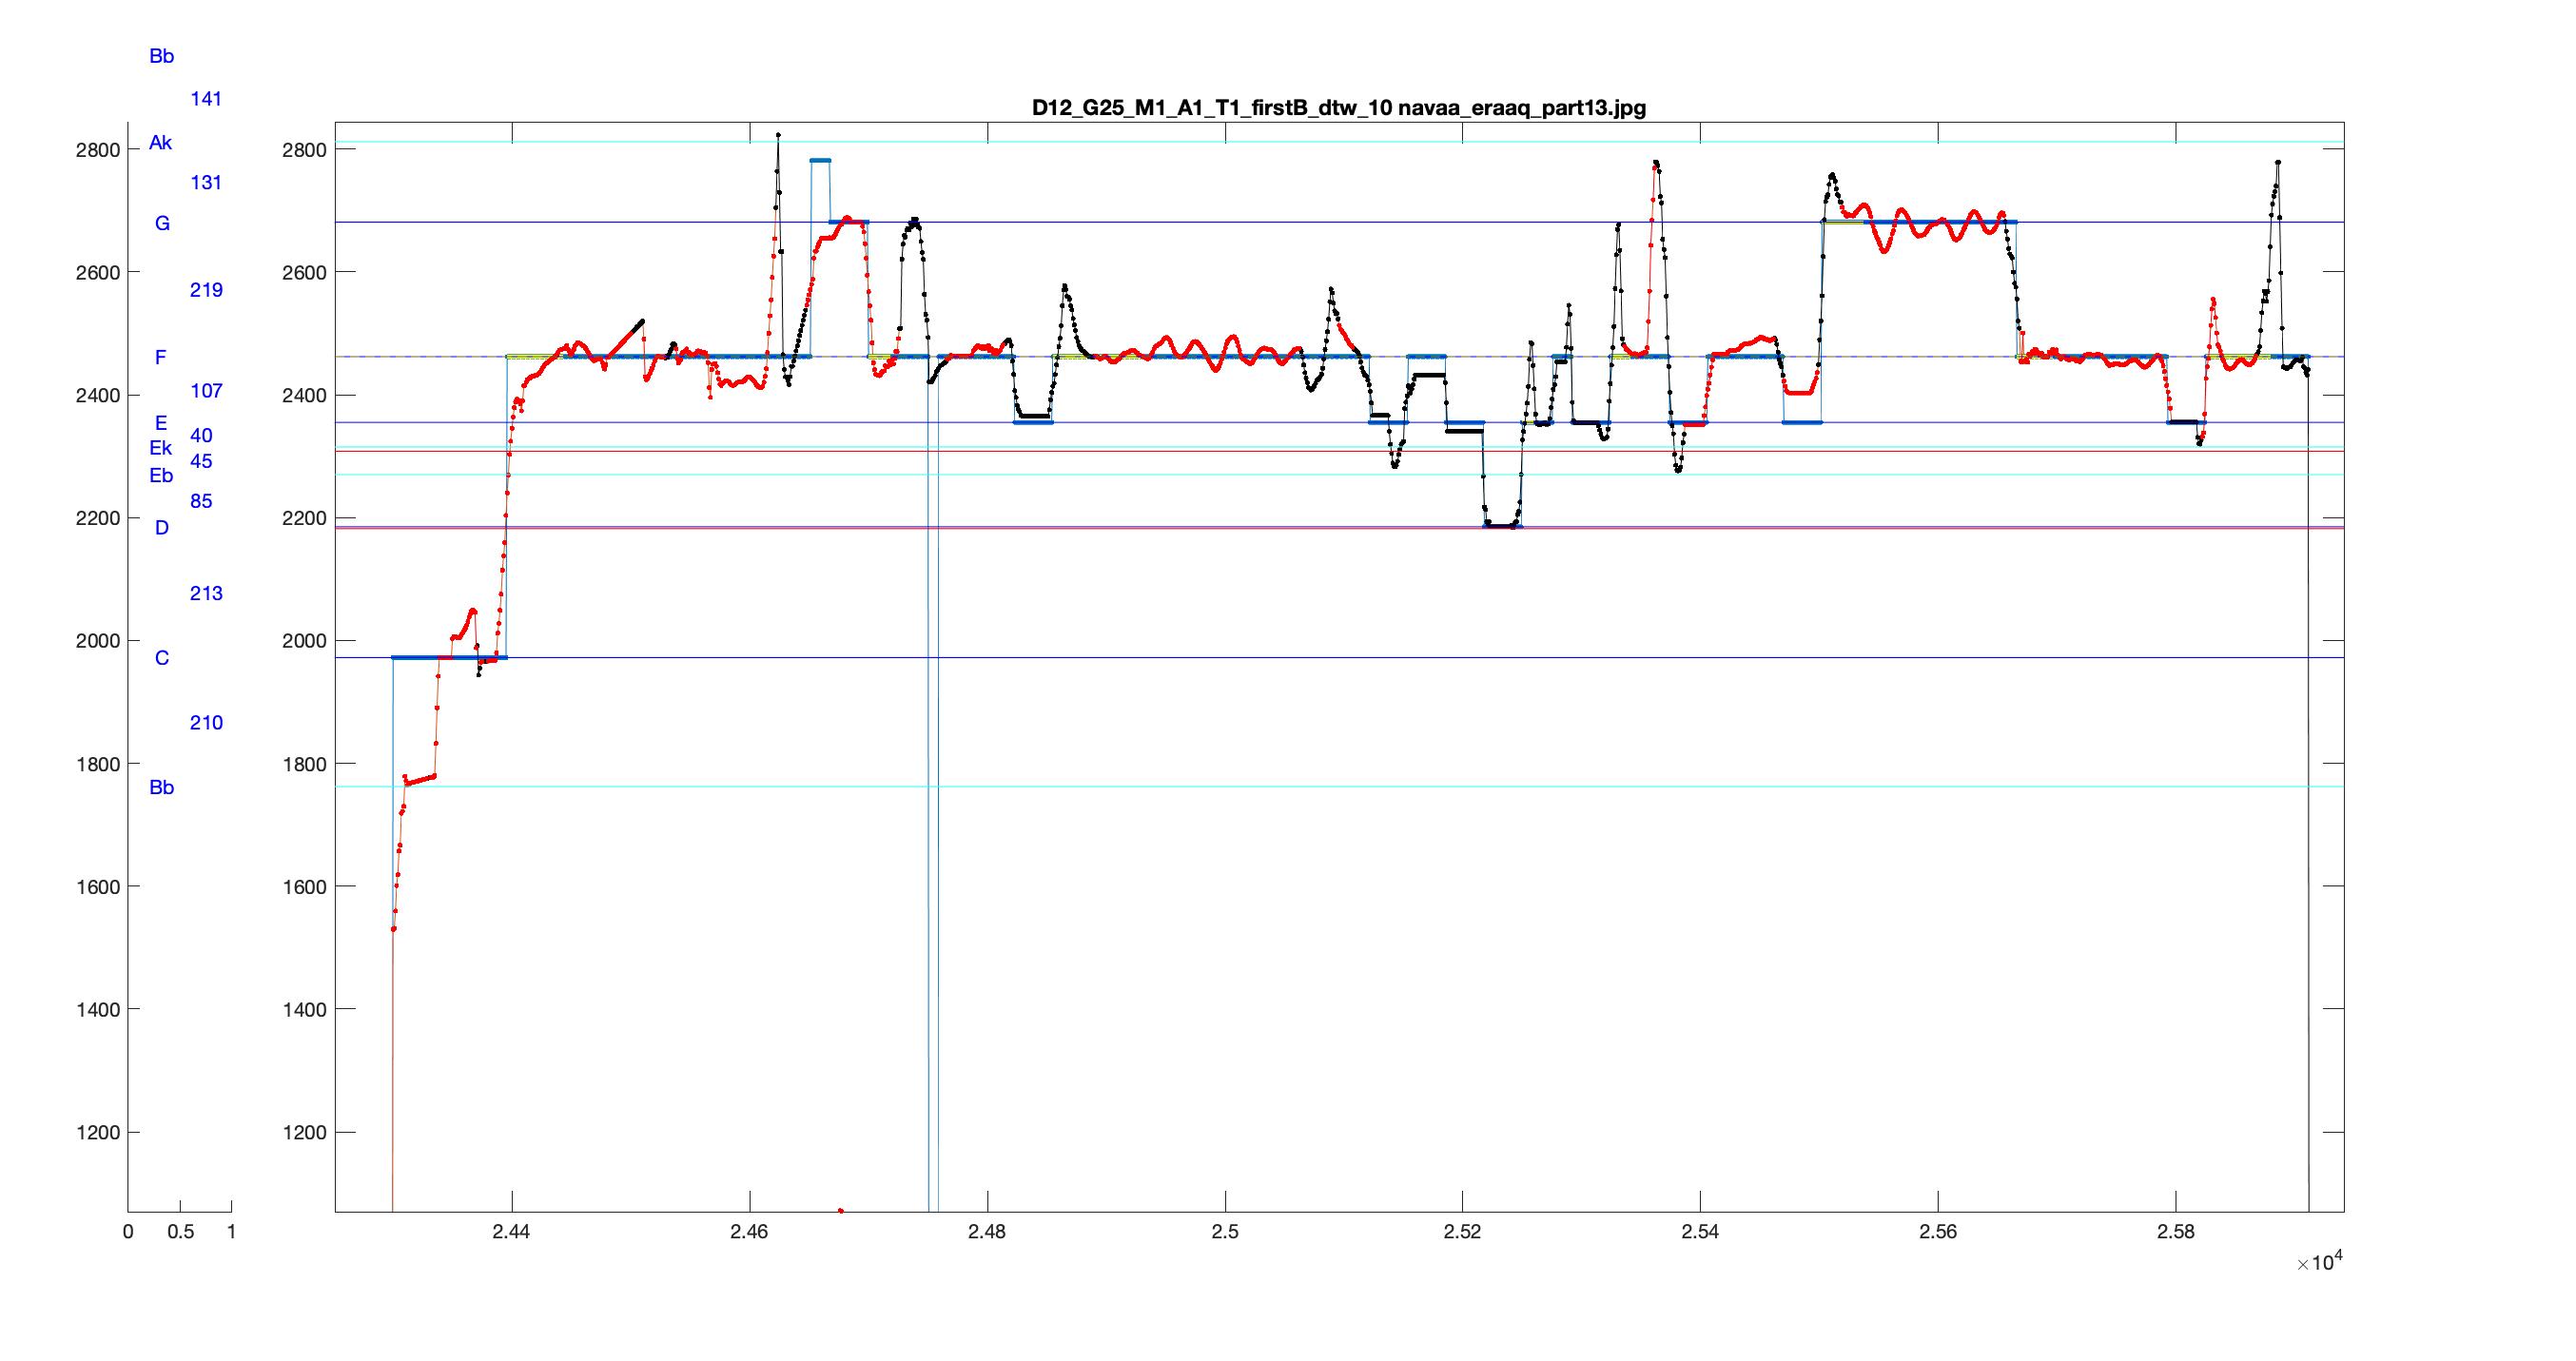 D12_G25_M1_A1_T1_firstB_dtw_10 navaa_eraaq_part13.jpg
Bb
141
Ak
131
G
219
F
107
E
40
Ek
45
Eb
85
D
213
C
210
Bb
2800
2600
2400
2200
2000
1800
1600
1400
1200
0 0.5 1
2800
2600
2400
2200
2000
1800
1600
1400
1200
2.44 2.46 2.48 2.5 2.52 2.54 2.56 2.58
×10^4